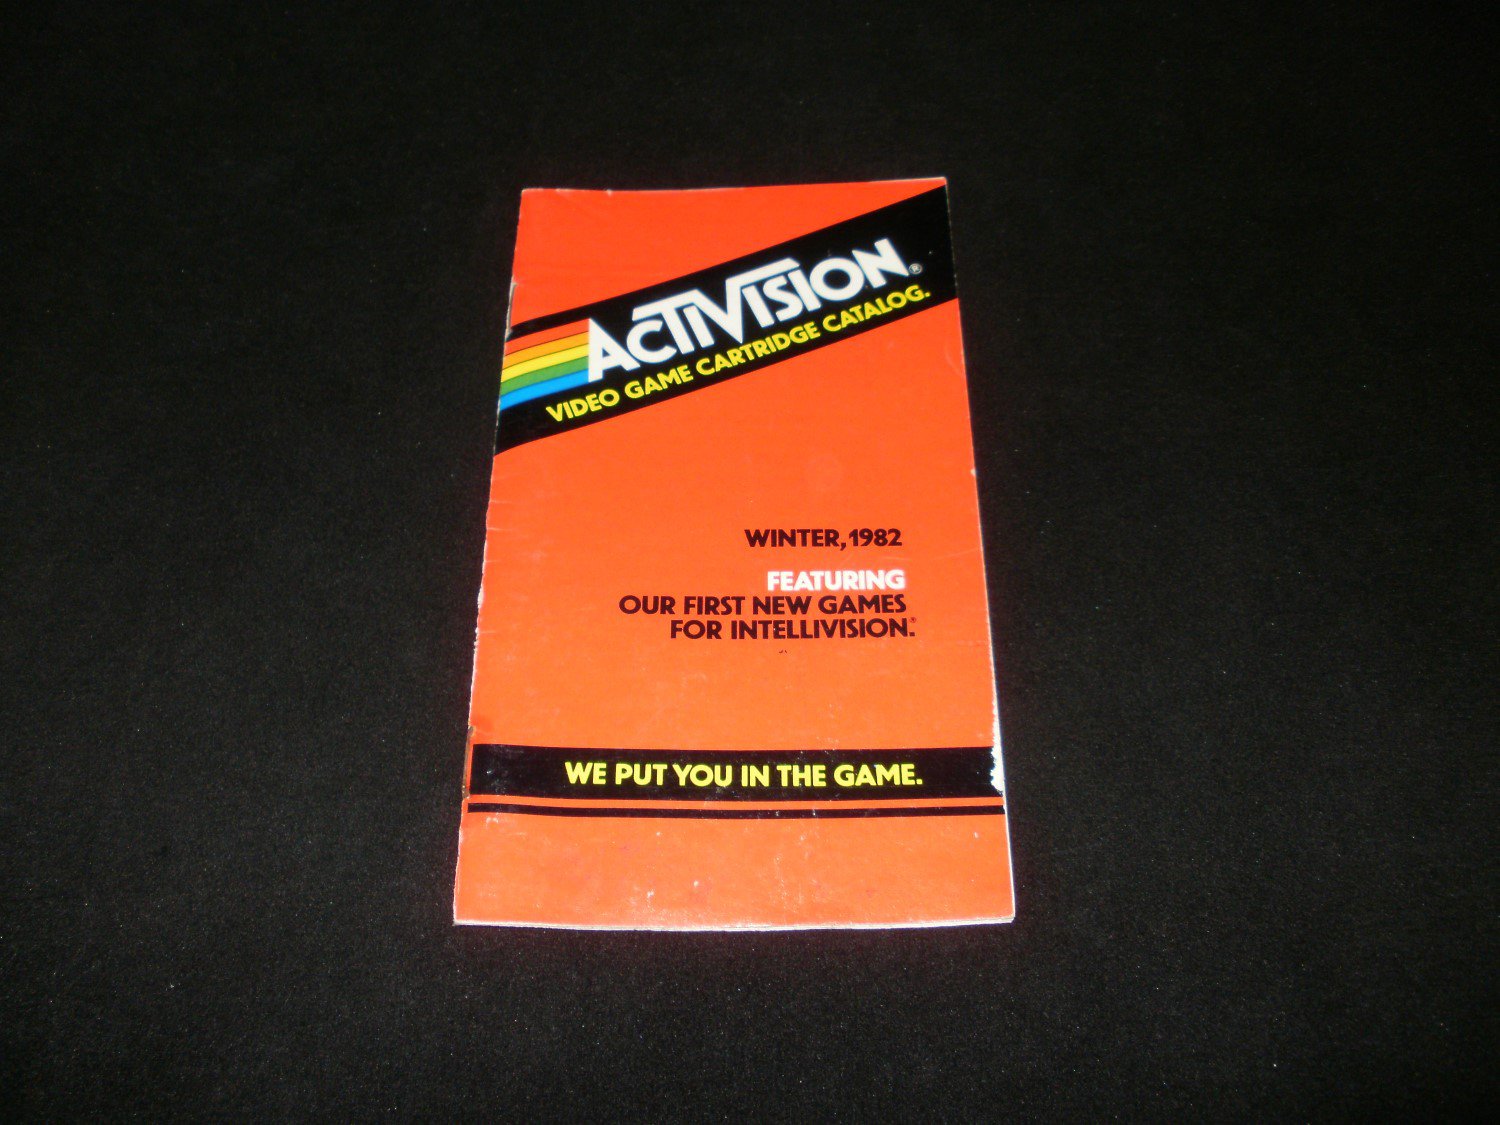 ACTIVISION®
VIDEO GAME CARTRIDGE CATALOG.
WINTER, 1982
FEATURING
OUR FIRST NEW GAMES
FOR INTELLIVISION.®
WE PUT YOU IN THE GAME.